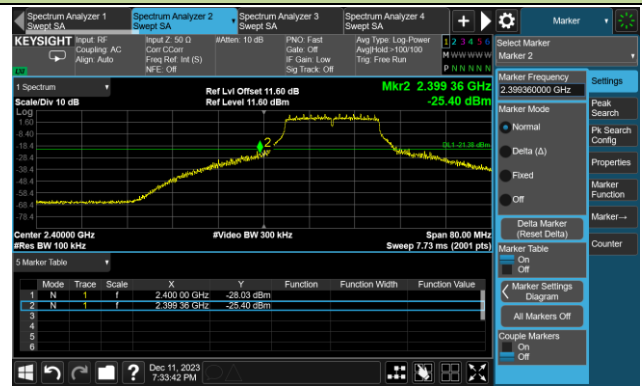 Spectrum Analyzer 1
Swept SA
Spectrum Analyzer 2
Swept SA
Spectrum Analyzer 3
Swept SA
Spectrum Analyzer 4
Swept SA
Marker
KEYSIGHT
Input: RF
Coupling: AC
Align: Auto
Input Z: 50 Ω
Corr CCorr
Freq Ref: Int (S)
NFE: Off
#Atten: 10 dB
PNO: Fast
Gate: Off
IF Gain: Low
Sig Track: Off
Avg Type: Log-Power
Avg|Hold:>100/100
Trig: Free Run
1 2 3 4 5 6
M W W W W W
P N N N N N
LXI
Select Marker
Marker 2
1 Spectrum
Scale/Div 10 dB
Log
Ref Lvl Offset 11.60 dB
Ref Level 11.60 dBm
Mkr2 2.399 36 GHz
-25.40 dBm
1.60
-8.40
-18.4
-28.4
-38.4
-48.4
-58.4
-68.4
-78.4
2
DL1 -21.35 dBm
Center 2.40000 GHz
#Res BW 100 kHz
#Video BW 300 kHz
Span 80.00 MHz
Sweep 7.73 ms (2001 pts)
5 Marker Table
Mode Trace Scale X Y Function Function Width Function Value
1 N 1 f 2.400 00 GHz -28.03 dBm
2 N 1 f 2.399 36 GHz -25.40 dBm
3
4
5
6
Marker Frequency
2.399360000 GHz
Marker Mode
Normal
Delta (Δ)
Fixed
Off
Delta Marker
(Reset Delta)
Marker Table
On
Off
Marker Settings
Diagram
All Markers Off
Couple Markers
On
Off
Settings
Peak
Search
Pk Search
Config
Properties
Marker
Function
Marker→
Counter
?
Dec 11, 2023
7:33:42 PM